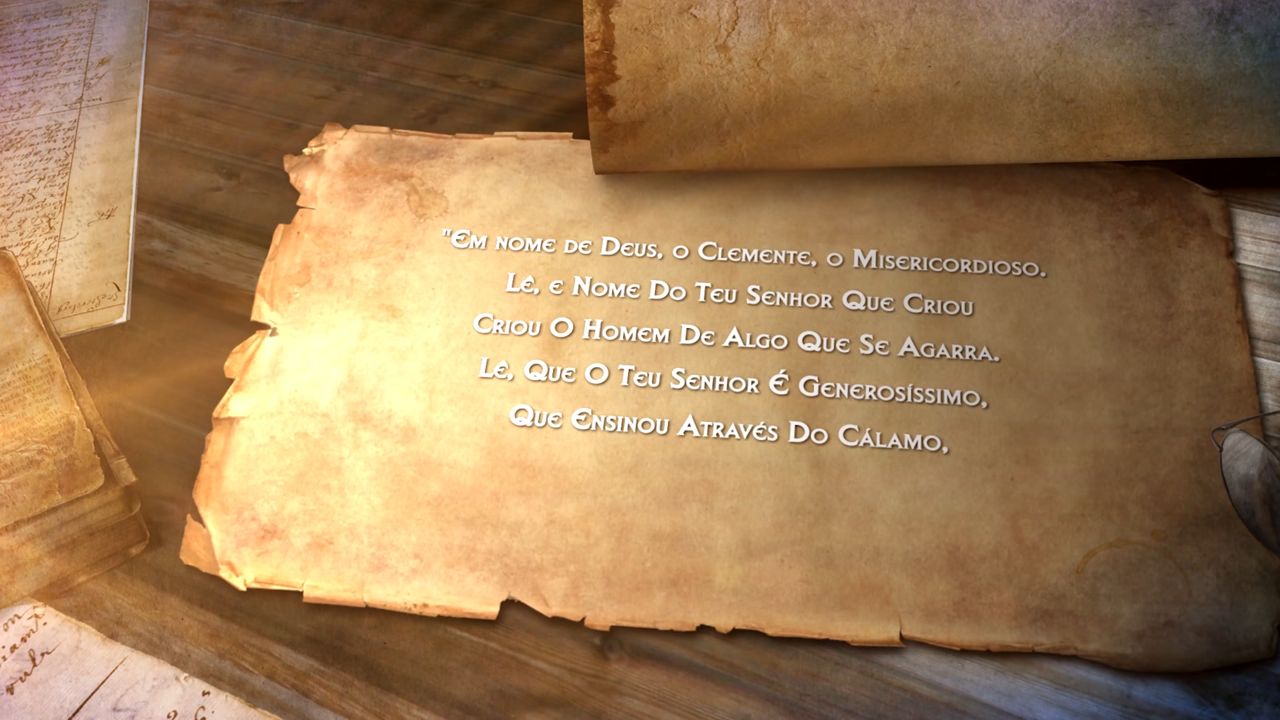 "Em nome de Deus, o Clemente, o Misericordioso.
Lê, e Nome Do Teu Senhor Que Criou
Criou O Homem De Algo Que Se Agarra.
Lê, Que O Teu Senhor É Generosíssimo,
Que Ensinou Através Do Cálamo,